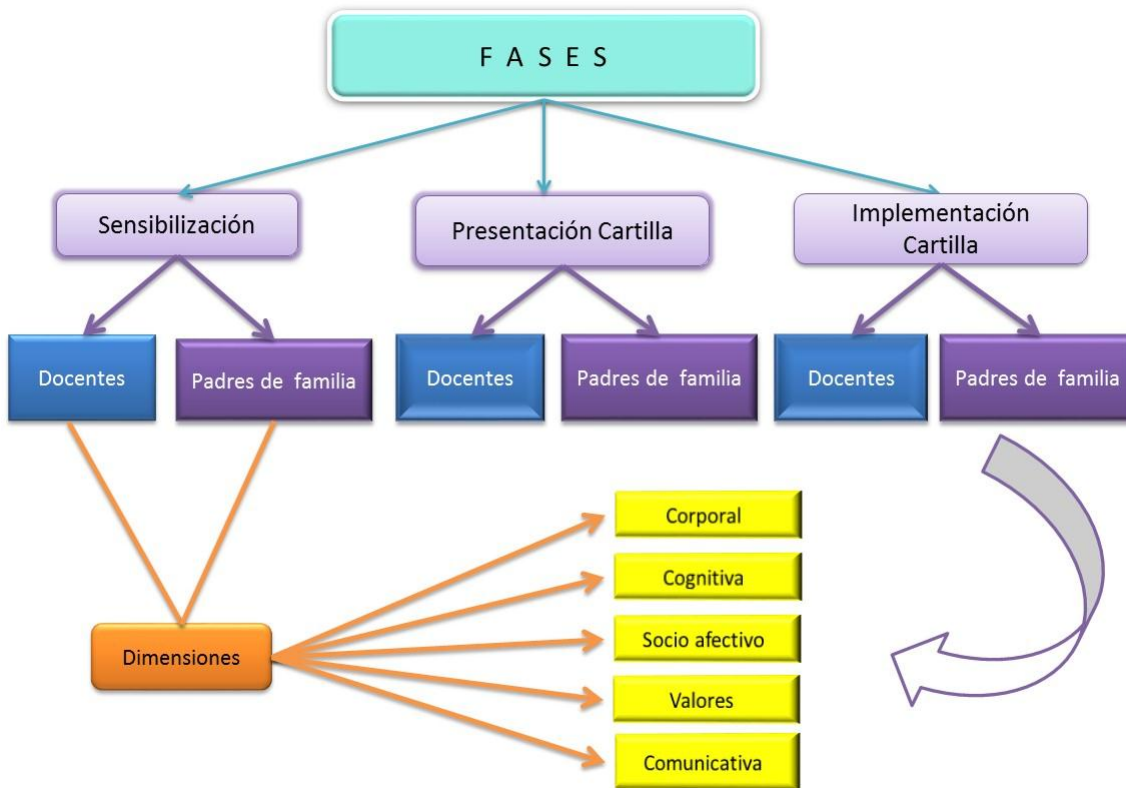 F A S E S
Sensibilización
Presentación Cartilla
Implementación
Cartilla
Docentes
Padres de familia
Docentes
Padres de familia
Docentes
Padres de familia
Dimensiones
Corporal
Cognitiva
Socio afectivo
Valores
Comunicativa